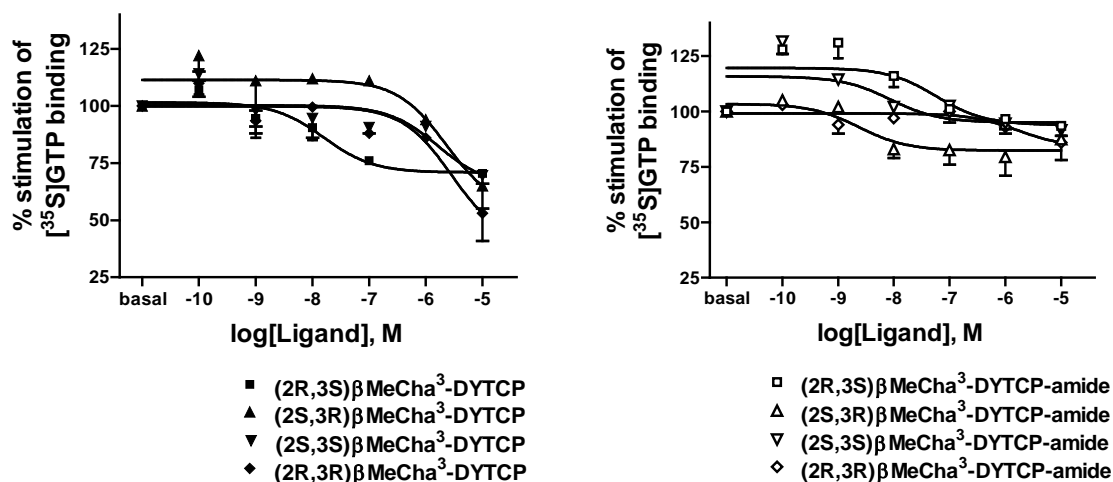 % stimulation of
[³⁵S]GTP binding
125
100
75
50
25
basal -10 -9 -8 -7 -6 -5
log[Ligand], M
■ (2R,3S)βMeCha³-DYTCP
▲ (2S,3R)βMeCha³-DYTCP
▼ (2S,3S)βMeCha³-DYTCP
◆ (2R,3R)βMeCha³-DYTCP
% stimulation of
[³⁵S]GTP binding
125
100
75
50
25
basal -10 -9 -8 -7 -6 -5
log[Ligand], M
□ (2R,3S)βMeCha³-DYTCP-amide
△ (2S,3R)βMeCha³-DYTCP-amide
▽ (2S,3S)βMeCha³-DYTCP-amide
◇ (2R,3R)βMeCha³-DYTCP-amide